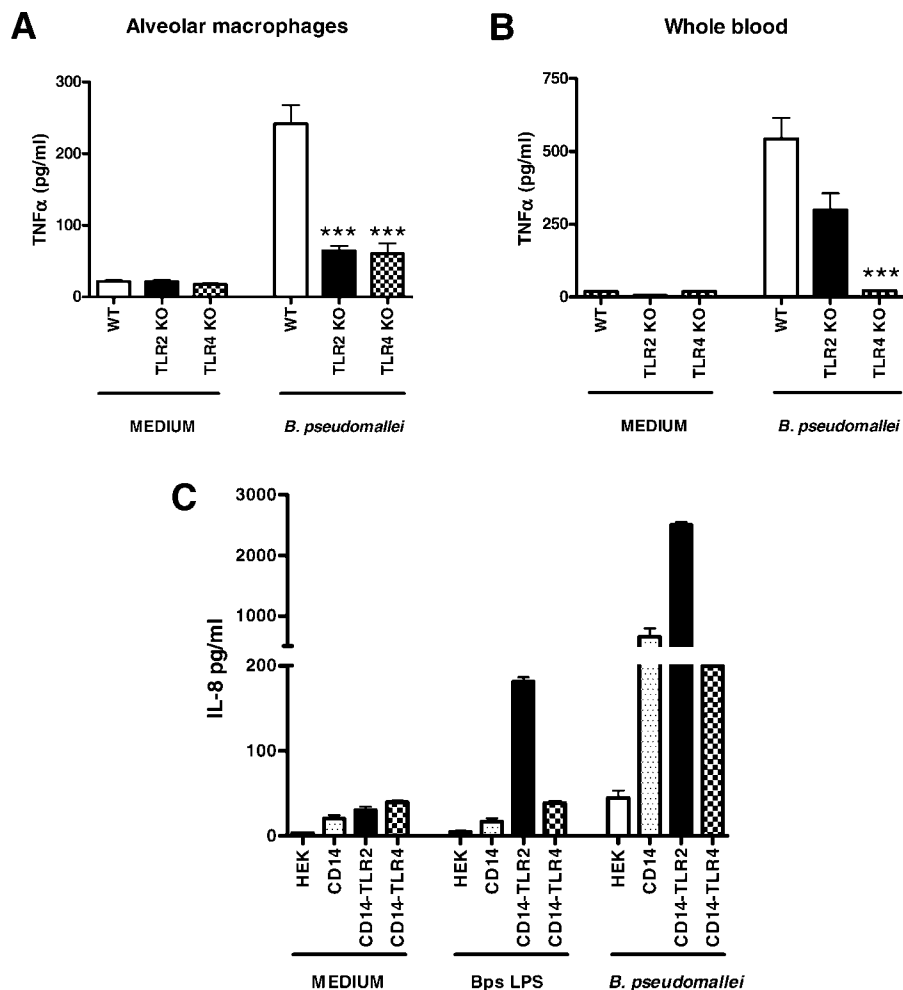 A
Alveolar macrophages
TNFα (pg/ml)
300
200
100
0
*** ***
WT
TLR2 KO
TLR4 KO
WT
TLR2 KO
TLR4 KO
MEDIUM
B. pseudomallei
B
Whole blood
TNFα (pg/ml)
750
500
250
0
***
WT
TLR2 KO
TLR4 KO
WT
TLR2 KO
TLR4 KO
MEDIUM
B. pseudomallei
C
IL-8 pg/ml
3000
2000
1000
200
100
0
HEK
CD14
CD14-TLR2
CD14-TLR4
HEK
CD14
CD14-TLR2
CD14-TLR4
HEK
CD14
CD14-TLR2
CD14-TLR4
MEDIUM
Bps LPS
B. pseudomallei